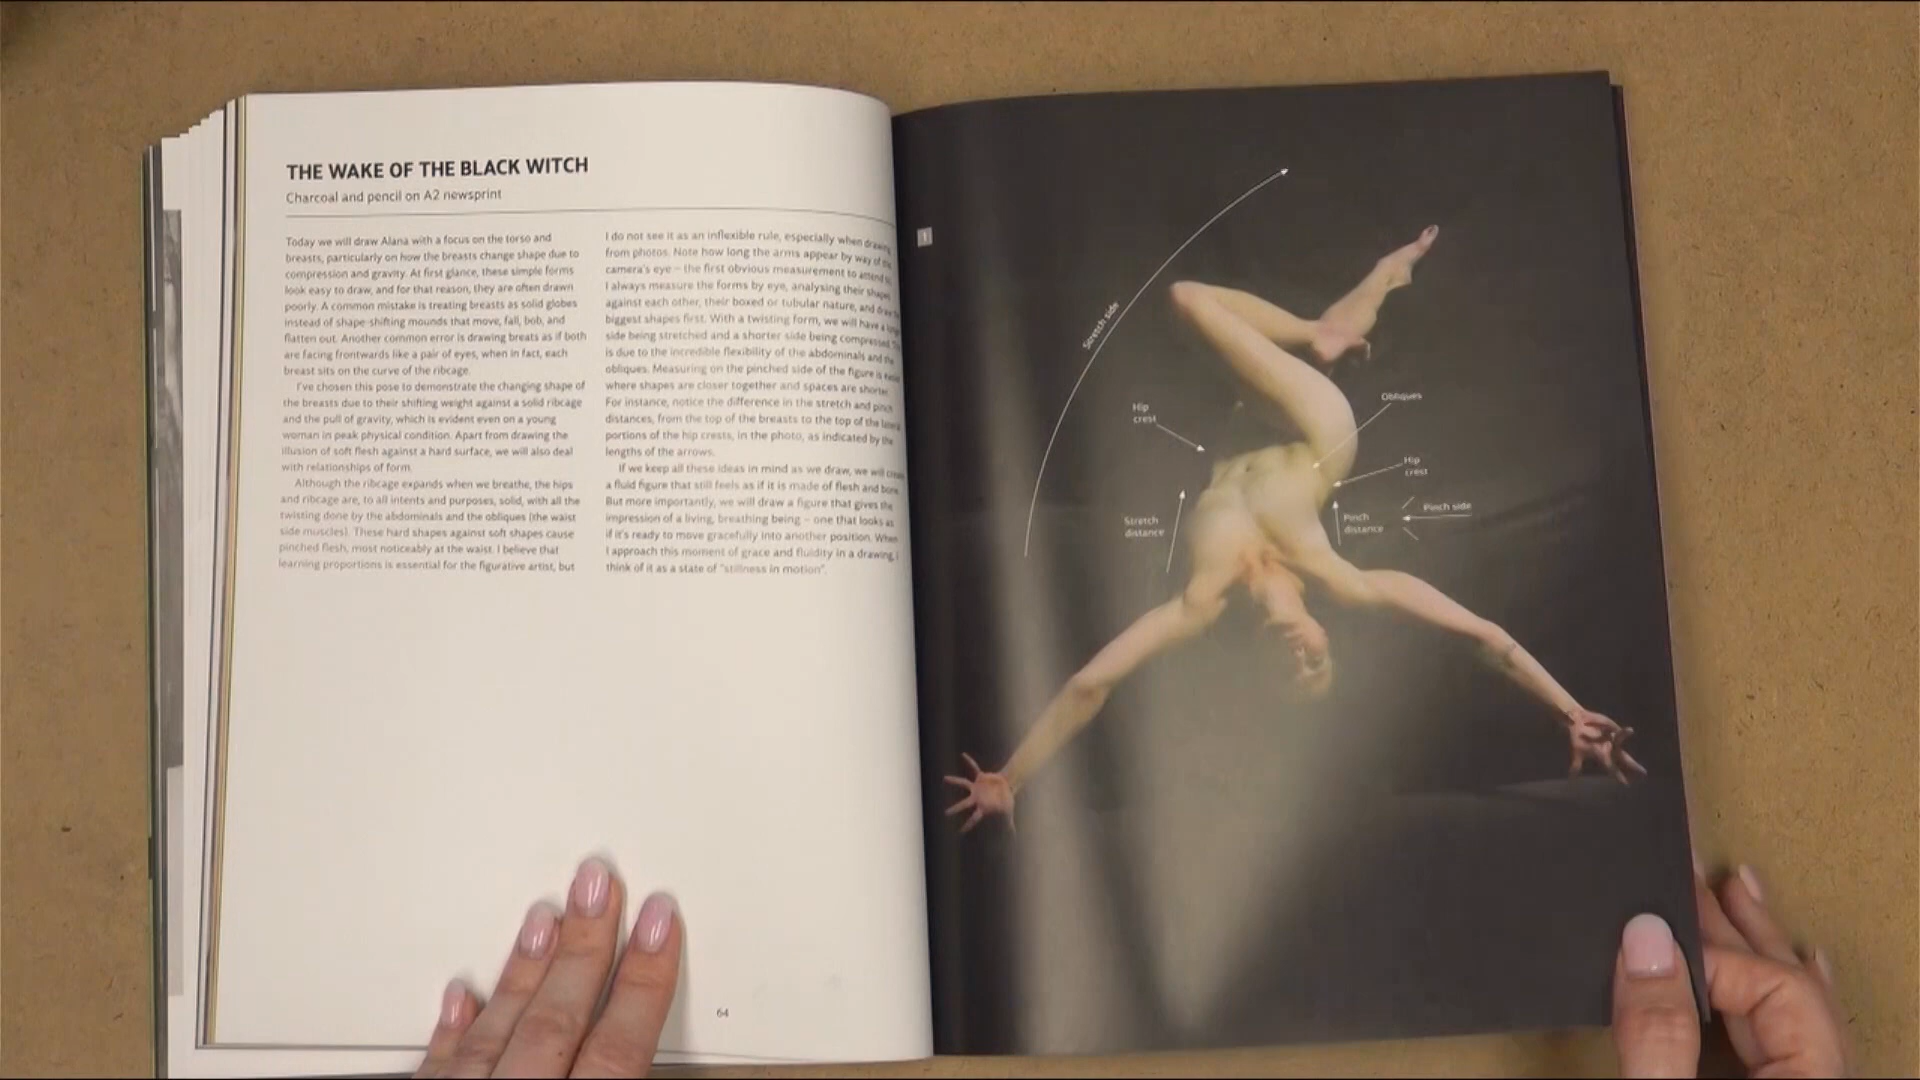 THE WAKE OF THE BLACK WITCH
Charcoal and pencil on A2 newsprint
Today we will draw Alana with a focus on the torso and
breasts, particularly on how the breasts change shape due to
compression and gravity. At first glance, these simple forms
look easy to draw, and for that reason, they are often drawn
poorly. A common mistake is treating breasts as solid globes
instead of shape-shifting mounds that move, fall, bob, and
flatten out. Another common error is drawing breats as if both
are facing frontwards like a pair of eyes, when in fact, each
breast sits on the curve of the ribcage.
I've chosen this pose to demonstrate the changing shape of
the breasts due to their shifting weight against a solid ribcage
and the pull of gravity, which is evident even on a young
woman in peak physical condition. Apart from drawing the
illusion of soft flesh against a hard surface, we will also deal
with relationships of form.
Although the ribcage expands when we breathe, the hips
and ribcage are, to all intents and purposes, solid, with all the
twisting done by the abdominals and the obliques (the waist
side muscles). These hard shapes against soft shapes cause
pinched flesh, most noticeably at the waist. I believe that
learning proportions is essential for the figurative artist, but
I do not see it as an inflexible rule, especially when drawing
from photos. Note how long the arms appear by way of the
camera's eye – the first obvious measurement to attend to.
I always measure the forms by eye, analysing their shapes
against each other, their boxed or tubular nature, and
biggest shapes first. With a twisting form, we will have a
side being stretched and a shorter side being compressed.
is due to the incredible flexibility of the abdominals and the
obliques. Measuring on the pinched side of the figure is
where shapes are closer together and spaces are shorter.
For instance, notice the difference in the stretch and pinch
distances, from the top of the breasts to the top of the
portions of the hip crests, in the photo, as indicated by the
lengths of the arrows.
If we keep all these ideas in mind as we draw, we will
a fluid figure that still feels as if it is made of flesh and bone.
But more importantly, we will draw a figure that gives the
impression of a living, breathing being – one that looks as
if it's ready to move gracefully into another position. When
I approach this moment of grace and fluidity in a drawing, I
think of it as a state of "stillness in motion".
64
1
Stretch side
Hip
crest
Obliques
Hip
crest
Stretch
distance
Pinch
distance
Pinch side